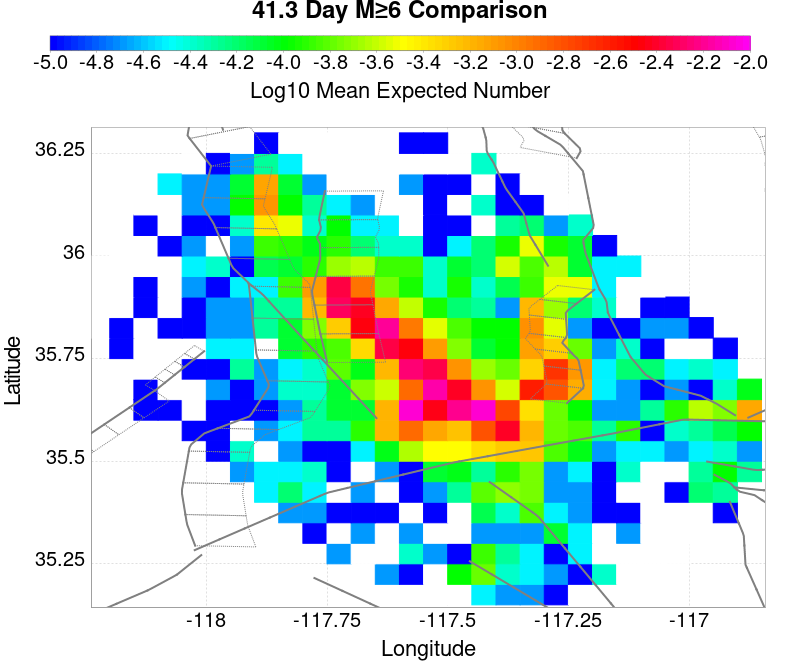 41.3 Day M≥6 Comparison
-5.0 -4.8 -4.6 -4.4 -4.2 -4.0 -3.8 -3.6 -3.4 -3.2 -3.0 -2.8 -2.6 -2.4 -2.2 -2.0
Log10 Mean Expected Number
36.25
36
35.75
35.5
35.25
Latitude
-118 -117.75 -117.5 -117.25 -117
Longitude